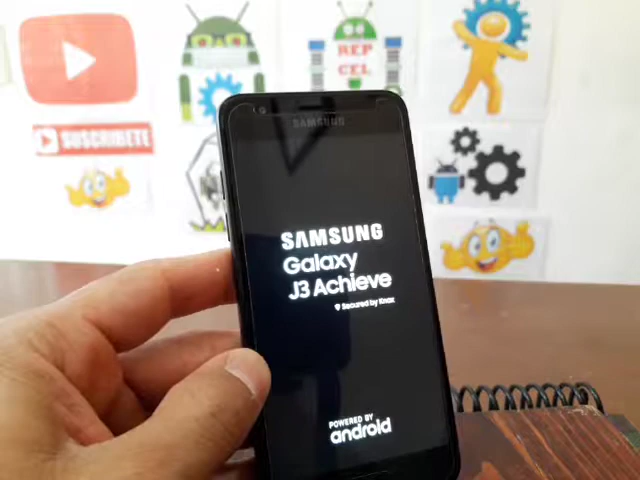 REP
CEL
SUSCRIBETE
SAMSUNG
SAMSUNG
Galaxy
J3 Achieve
Secured by Knox
POWERED BY
android